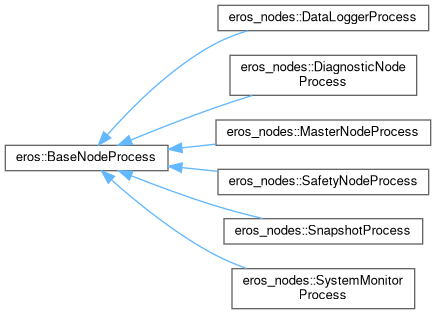 eros_nodes::DataLoggerProcess
eros_nodes::DiagnosticNode
Process
eros_nodes::MasterNodeProcess
eros::BaseNodeProcess
eros_nodes::SafetyNodeProcess
eros_nodes::SnapshotProcess
eros_nodes::SystemMonitor
Process